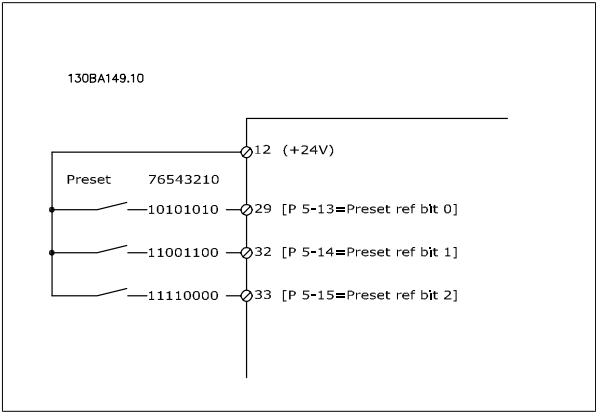 130BA149.10
12 (+24V)
Preset 76543210
10101010 29 [P 5-13=Preset ref bit 0]
11001100 32 [P 5-14=Preset ref bit 1]
11110000 33 [P 5-15=Preset ref bit 2]